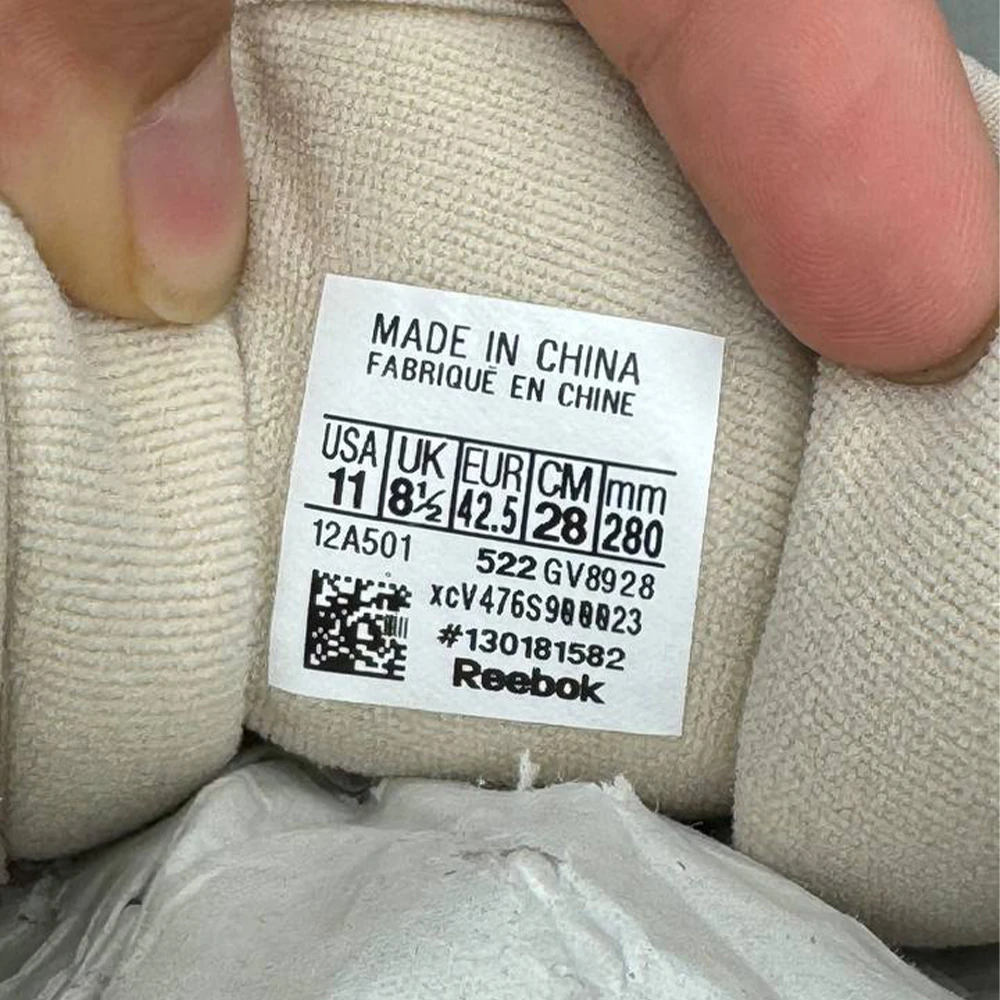 MADE IN CHINA
FABRIQUÉ EN CHINE
USA UK EUR CM mm
11 8½ 42.5 28 280
12A501 522 GV8928
xcV476S900023
#130181582
Reebok